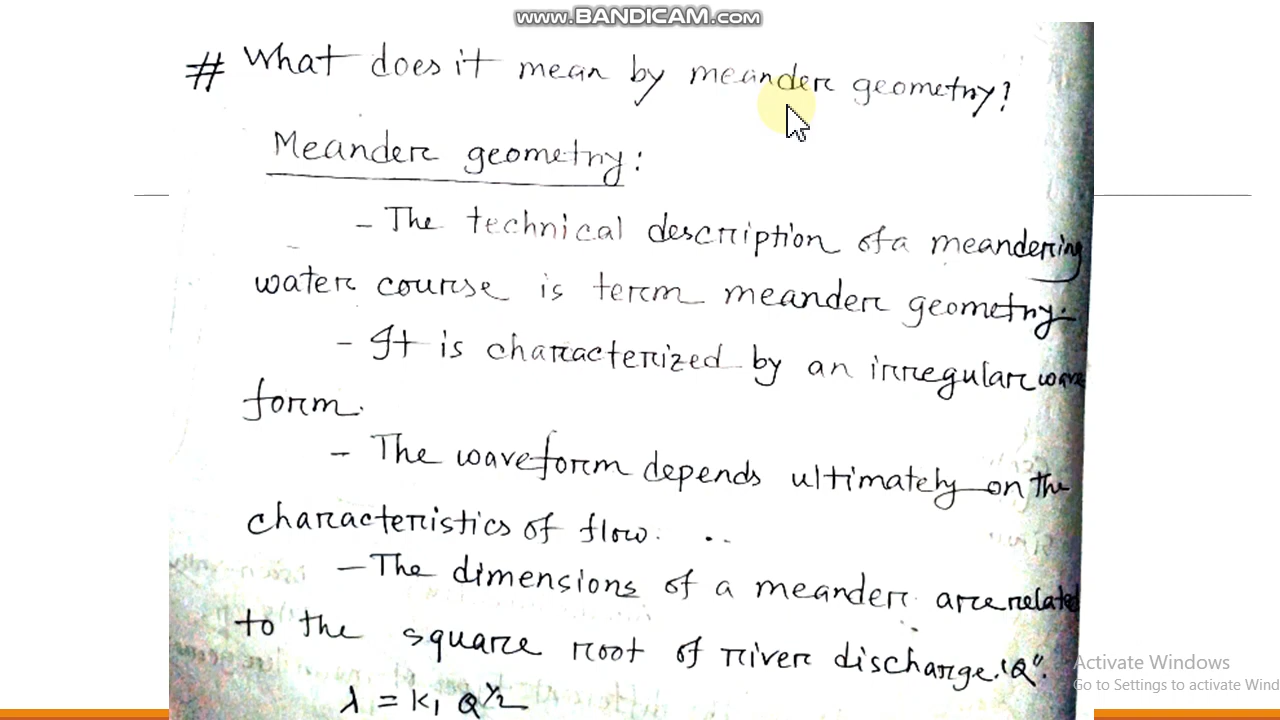 www.BANDICAM.com
# What does it mean by meander geometry?
Meander geometry:
- The technical description of a meandering
water course is term meander geometry.
- It is characterized by an irregular wave
form.
- The waveform depends ultimately on the
characteristics of flow.
- The dimensions of a meander are related
to the square root of river discharge "Q".
λ = K₁ Q^1/2
Activate Windows
Go to Settings to activate Wind